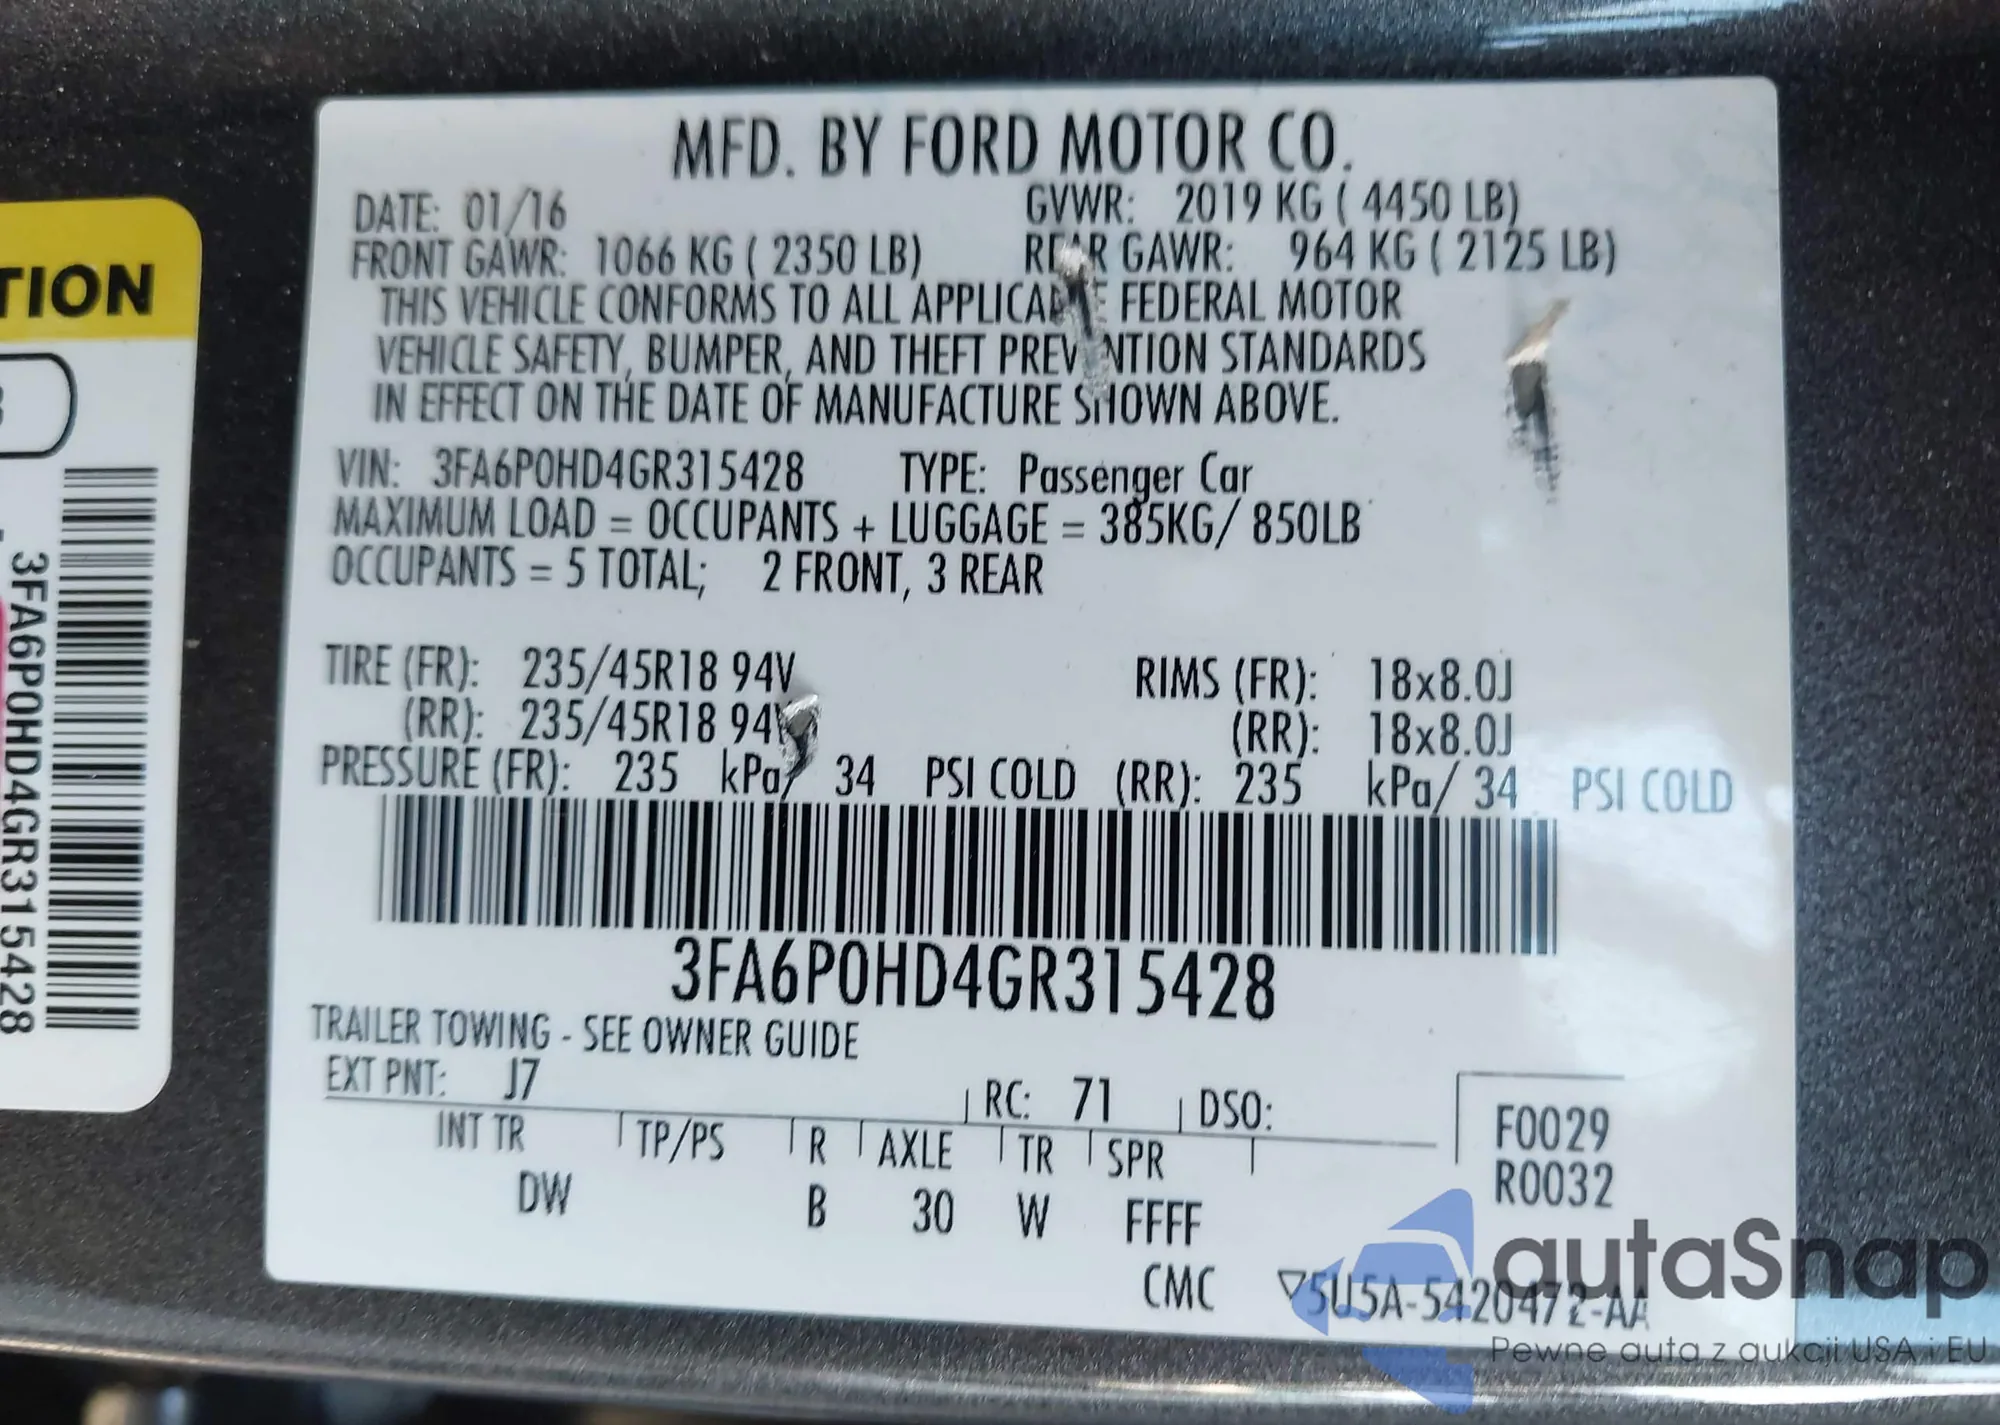 TION
3FA6P0HD4GR315428
MFD. BY FORD MOTOR CO.
DATE: 01/16 GVWR: 2019 KG ( 4450 LB)
FRONT GAWR: 1066 KG ( 2350 LB) REAR GAWR: 964 KG ( 2125 LB)
THIS VEHICLE CONFORMS TO ALL FEDERAL MOTOR
VEHICLE SAFETY, BUMPER, AND THEFT PREVENTION STANDARDS
IN EFFECT ON THE DATE OF MANUFACTURE SHOWN ABOVE.
VIN: 3FA6P0HD4GR315428 TYPE: Passenger Car
MAXIMUM LOAD = OCCUPANTS + LUGGAGE = 385KG/ 850LB
OCCUPANTS = 5 TOTAL; 2 FRONT, 3 REAR
TIRE (FR): 235/45R18 94V RIMS (FR): 18x8.0J
(RR): 235/45R18 94V (RR): 18x8.0J
PRESSURE (FR): 235 kPa/ 34 PSI COLD (RR): 235 kPa/ 34 PSI COLD
3FA6P0HD4GR315428
TRAILER TOWING - SEE OWNER GUIDE
EXT PNT: J7 RC: 71 DSO:
INT TR TP/PS R AXLE TR SPR
DW B 30 W FFFF
F0029
R0032
CMC ▽5U5A-5420472-AA
autaSnap
Pewne auta z aukcji USA i EU